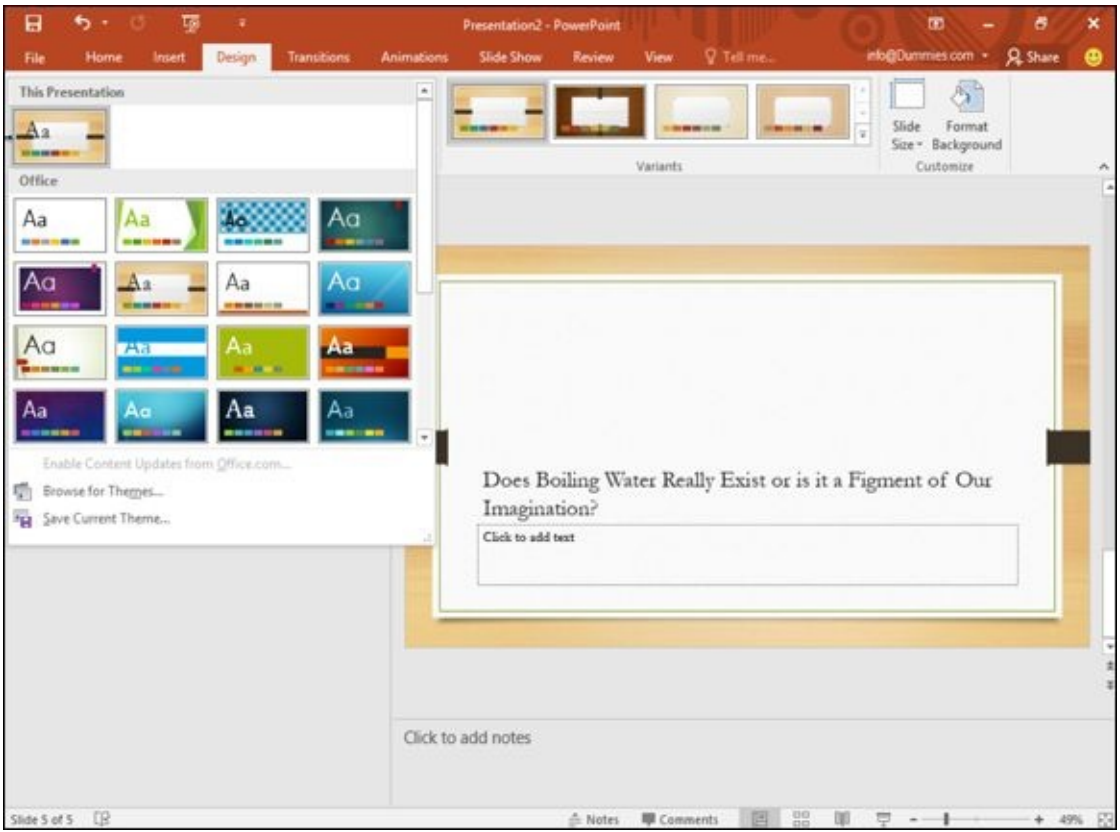 Presentation2 - PowerPoint
File Home Insert Design Transitions Animations Slide Show Review View Tell me... info@Dummies.com Share
This Presentation
Aa
Office
Aa Aa Aa Aa
Aa Aa Aa Aa
Aa Aa Aa Aa
Aa Aa Aa Aa
Enable Content Updates from Office.com...
Browse for Themes...
Save Current Theme...
Variants
Slide
Size
Format
Background
Customize
Does Boiling Water Really Exist or is it a Figment of Our
Imagination?
Click to add text
Click to add notes
Slide 5 of 5 Notes Comments 49%